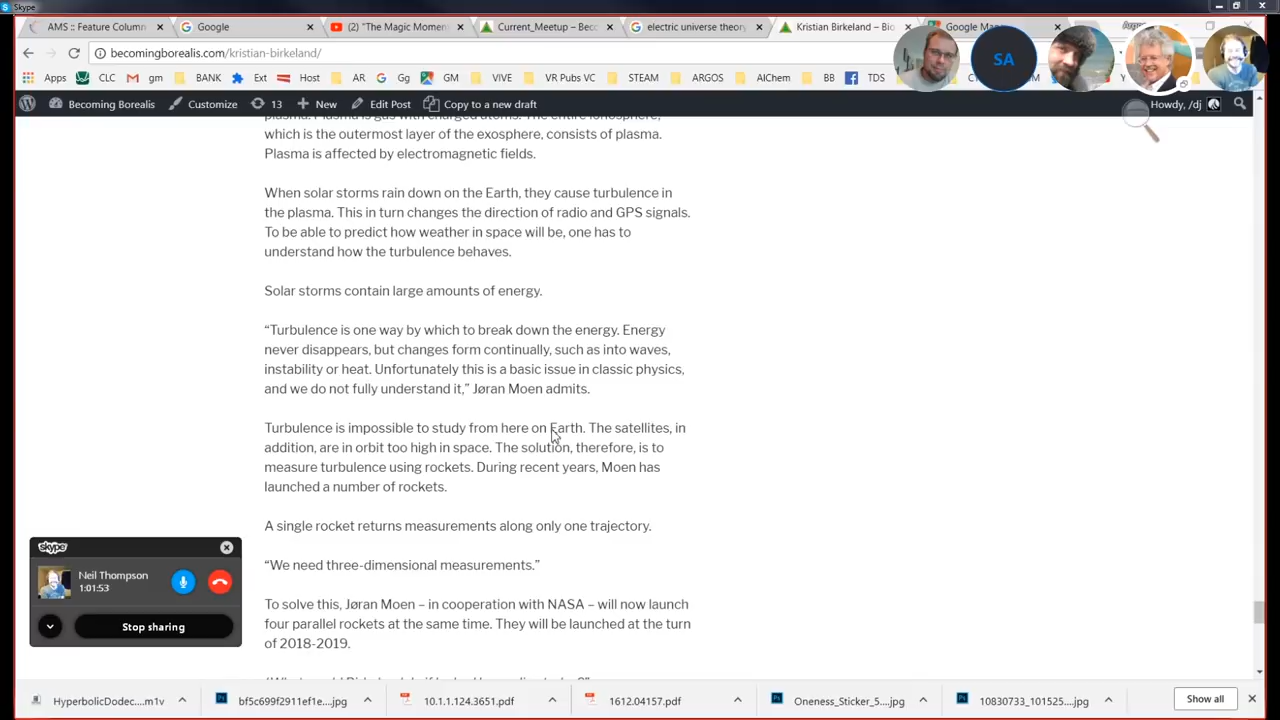 Skype
AMS :: Feature Column
Google
(2) "The Magic Momen
Current_Meetup – Bec
electric universe theory
Kristian Birkeland – Bio
Google Ma
becomingborealis.com/kristian-birkeland/
Apps CLC gm BANK Ext Host AR Gg GM VIVE VR Pubs VC STEAM ARGOS AIChem BB TDS
SA
Becoming Borealis Customize 13 New Edit Post Copy to a new draft Howdy, /dj
plasma. Plasma is gas with charged atoms. The entire ionosphere,
which is the outermost layer of the exosphere, consists of plasma.
Plasma is affected by electromagnetic fields.
When solar storms rain down on the Earth, they cause turbulence in
the plasma. This in turn changes the direction of radio and GPS signals.
To be able to predict how weather in space will be, one has to
understand how the turbulence behaves.
Solar storms contain large amounts of energy.
“Turbulence is one way by which to break down the energy. Energy
never disappears, but changes form continually, such as into waves,
instability or heat. Unfortunately this is a basic issue in classic physics,
and we do not fully understand it,” Jøran Moen admits.
Turbulence is impossible to study from here on Earth. The satellites, in
addition, are in orbit too high in space. The solution, therefore, is to
measure turbulence using rockets. During recent years, Moen has
launched a number of rockets.
A single rocket returns measurements along only one trajectory.
“We need three-dimensional measurements.”
To solve this, Jøran Moen – in cooperation with NASA – will now launch
four parallel rockets at the same time. They will be launched at the turn
of 2018-2019.
skype
Neil Thompson
1:01:53
Stop sharing
HyperbolicDodec...m1v
bf5c699f2911ef1e....jpg
10.1.1.124.3651.pdf
1612.04157.pdf
Oneness_Sticker_5....jpg
10830733_101525....jpg
Show all